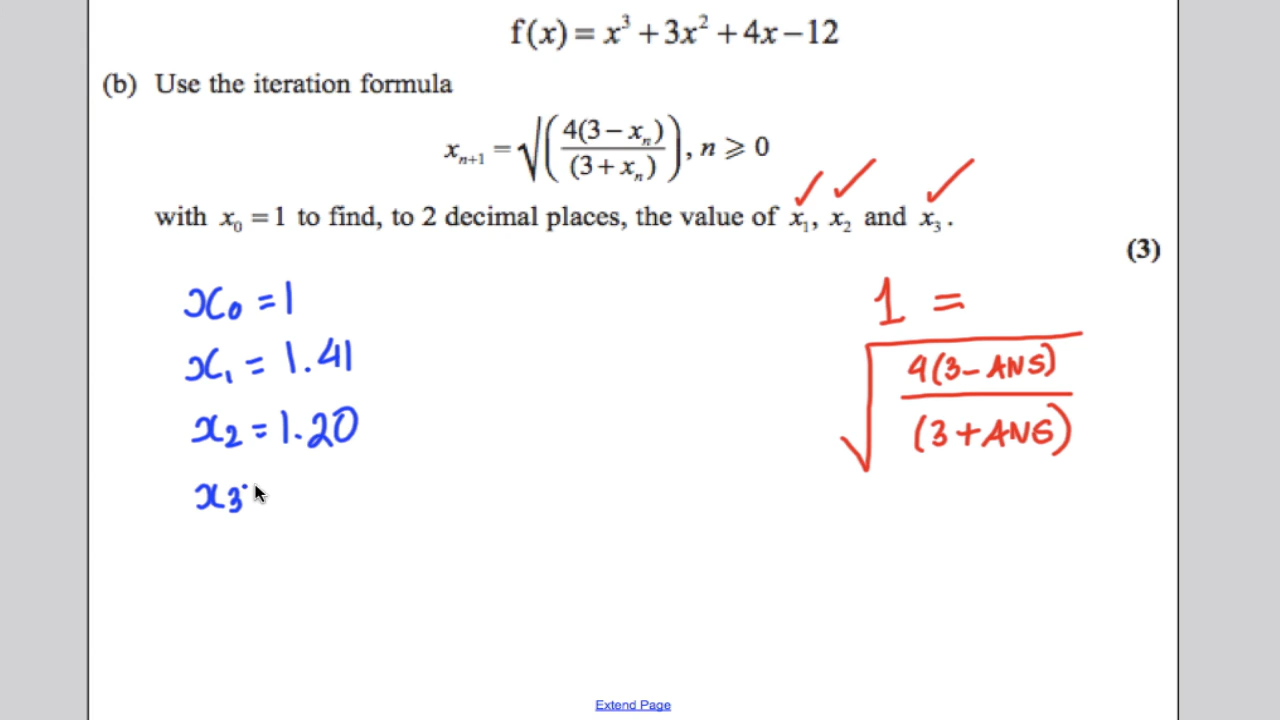 f(x) = x³ + 3x² + 4x − 12
(b) Use the iteration formula
xₙ₊₁ = √(4(3 − xₙ)/(3 + xₙ)), n ⩾ 0
with x₀ = 1 to find, to 2 decimal places, the value of x₁, x₂ and x₃.
(3)
x₀ = 1
1 =
x₁ = 1.41
√(4(3 − ANS)/(3 + ANS))
x₂ = 1.20
x₃
Extend Page